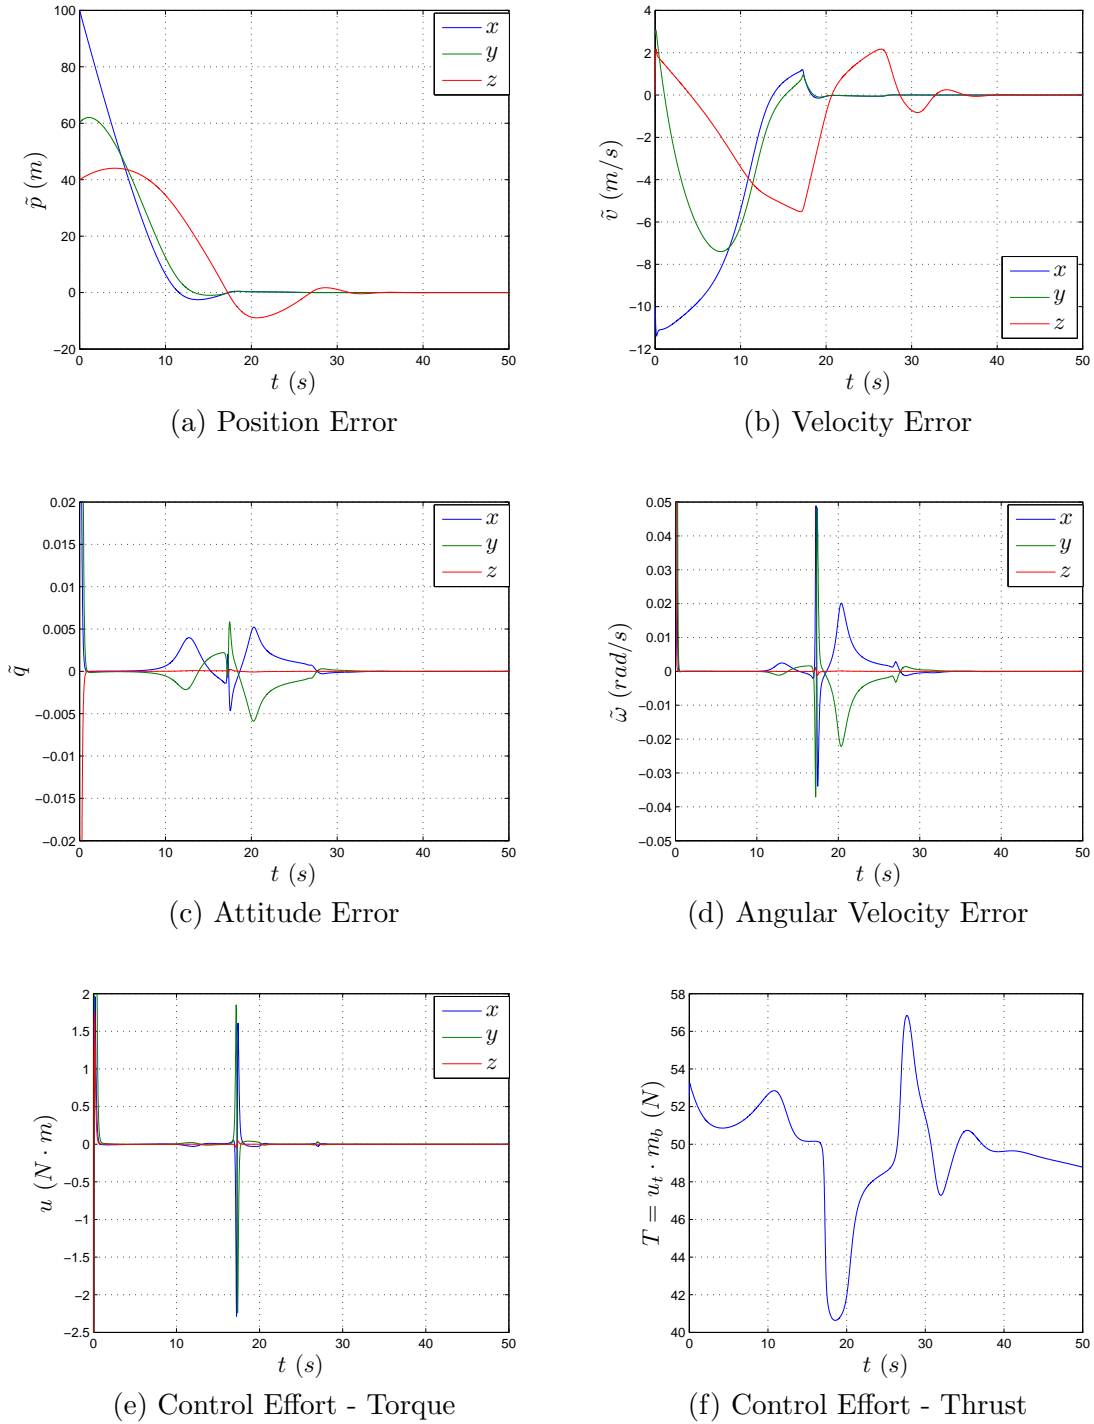 100
80
60
40
20
0
−20
0 10 20 30 40 50
x
y
z
p̃ (m)
t (s)
(a) Position Error
4
2
0
−2
−4
−6
−8
−10
−12
0 10 20 30 40 50
x
y
z
ṽ (m/s)
t (s)
(b) Velocity Error
0.02
0.015
0.01
0.005
0
−0.005
−0.01
−0.015
−0.02
0 10 20 30 40 50
x
y
z
q̃
t (s)
(c) Attitude Error
0.05
0.04
0.03
0.02
0.01
0
−0.01
−0.02
−0.03
−0.04
−0.05
0 10 20 30 40 50
x
y
z
ω̃ (rad/s)
t (s)
(d) Angular Velocity Error
2
1.5
1
0.5
0
−0.5
−1
−1.5
−2
−2.5
0 10 20 30 40 50
x
y
z
u (N · m)
t (s)
(e) Control Effort - Torque
58
56
54
52
50
48
46
44
42
40
0 10 20 30 40 50
T = u_t · m_b (N)
t (s)
(f) Control Effort - Thrust